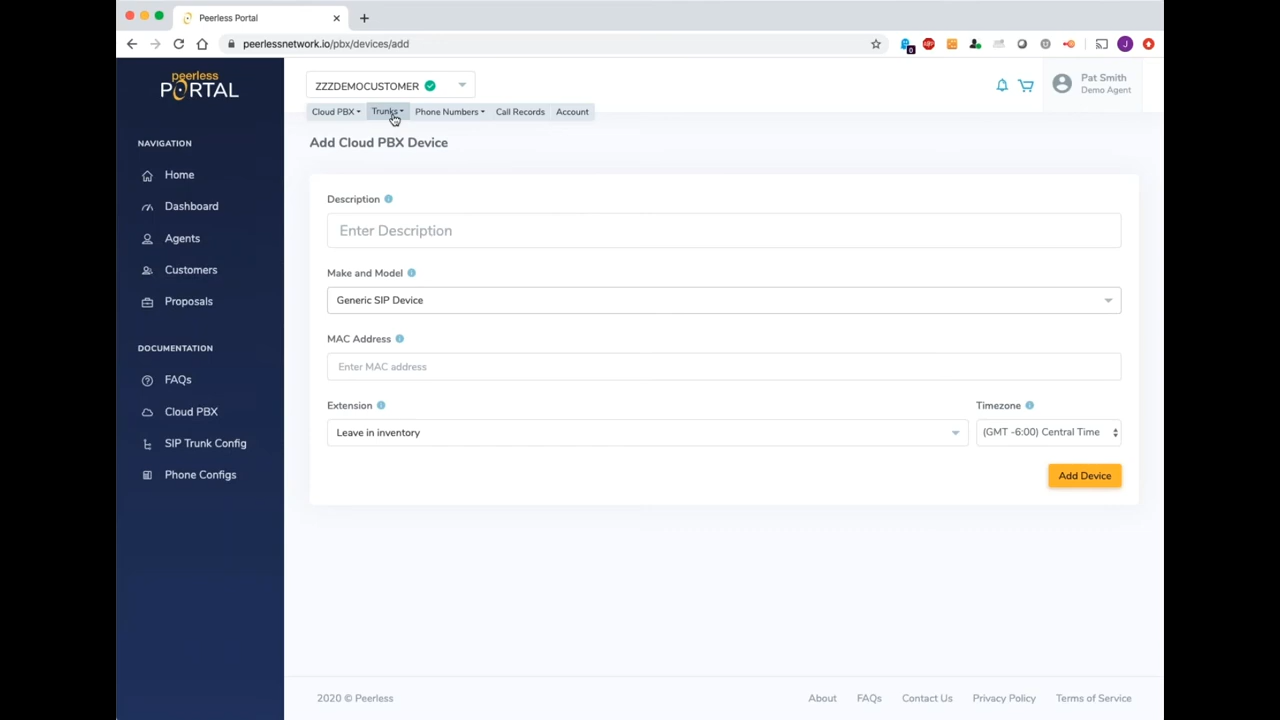 Peerless Portal
peerlessnetwork.io/pbx/devices/add
peerless
PORTAL
ZZZDEMOCUSTOMER
Pat Smith
Demo Agent
Cloud PBX
Trunks
Phone Numbers
Call Records
Account
NAVIGATION
Home
Dashboard
Agents
Customers
Proposals
DOCUMENTATION
FAQs
Cloud PBX
SIP Trunk Config
Phone Configs
Add Cloud PBX Device
Description
Enter Description
Make and Model
Generic SIP Device
MAC Address
Enter MAC address
Extension
Leave in inventory
Timezone
(GMT -6:00) Central Time
Add Device
2020 © Peerless
About
FAQs
Contact Us
Privacy Policy
Terms of Service
J
0